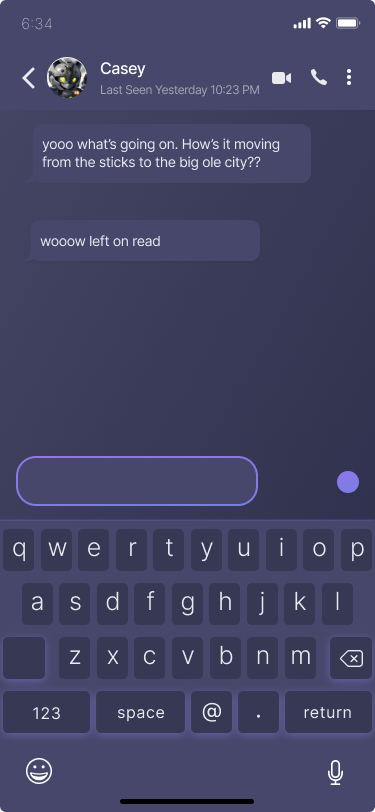 6:34
Casey
Last Seen Yesterday 10:23 PM
yooo what's going on. How's it moving
from the sticks to the big ole city??
wooow left on read
q w e r t y u i o p
a s d f g h j k l
z x c v b n m
123 space @ . return